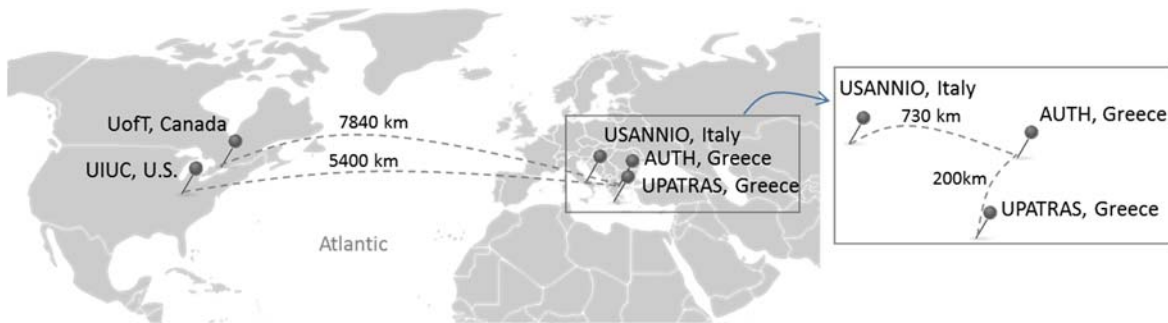 UofT, Canada
7840 km
UIUC, U.S.
5400 km
USANNIO, Italy
AUTH, Greece
UPATRAS, Greece
Atlantic
USANNIO, Italy
730 km
AUTH, Greece
200km
UPATRAS, Greece